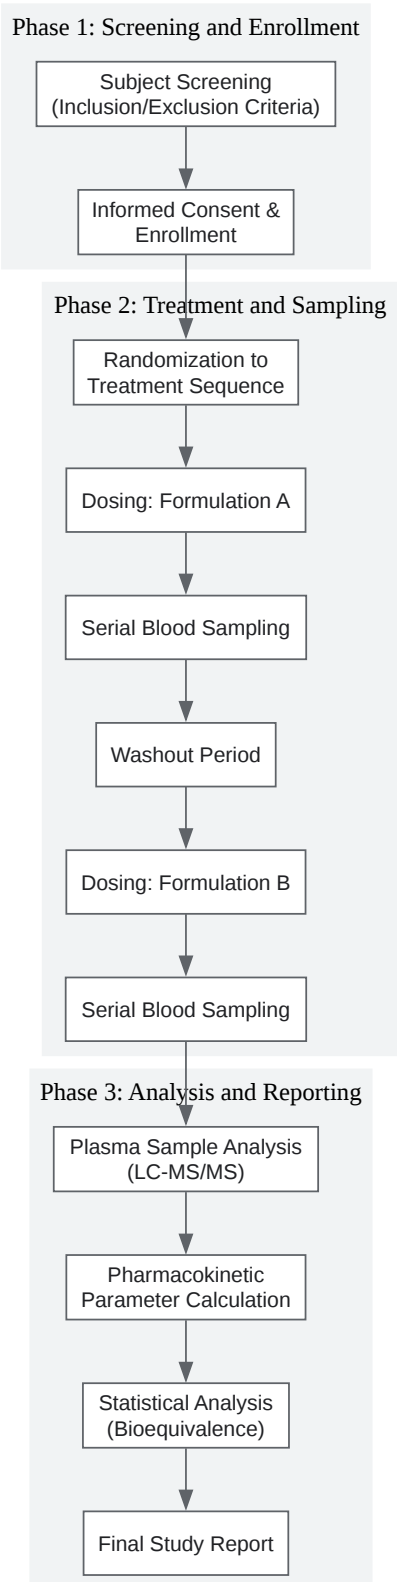 Phase 1: Screening and Enrollment
Subject Screening
(Inclusion/Exclusion Criteria)
Informed Consent &
Enrollment
Phase 2: Treatment and Sampling
Randomization to
Treatment Sequence
Dosing: Formulation A
Serial Blood Sampling
Washout Period
Dosing: Formulation B
Serial Blood Sampling
Phase 3: Analysis and Reporting
Plasma Sample Analysis
(LC-MS/MS)
Pharmacokinetic
Parameter Calculation
Statistical Analysis
(Bioequivalence)
Final Study Report